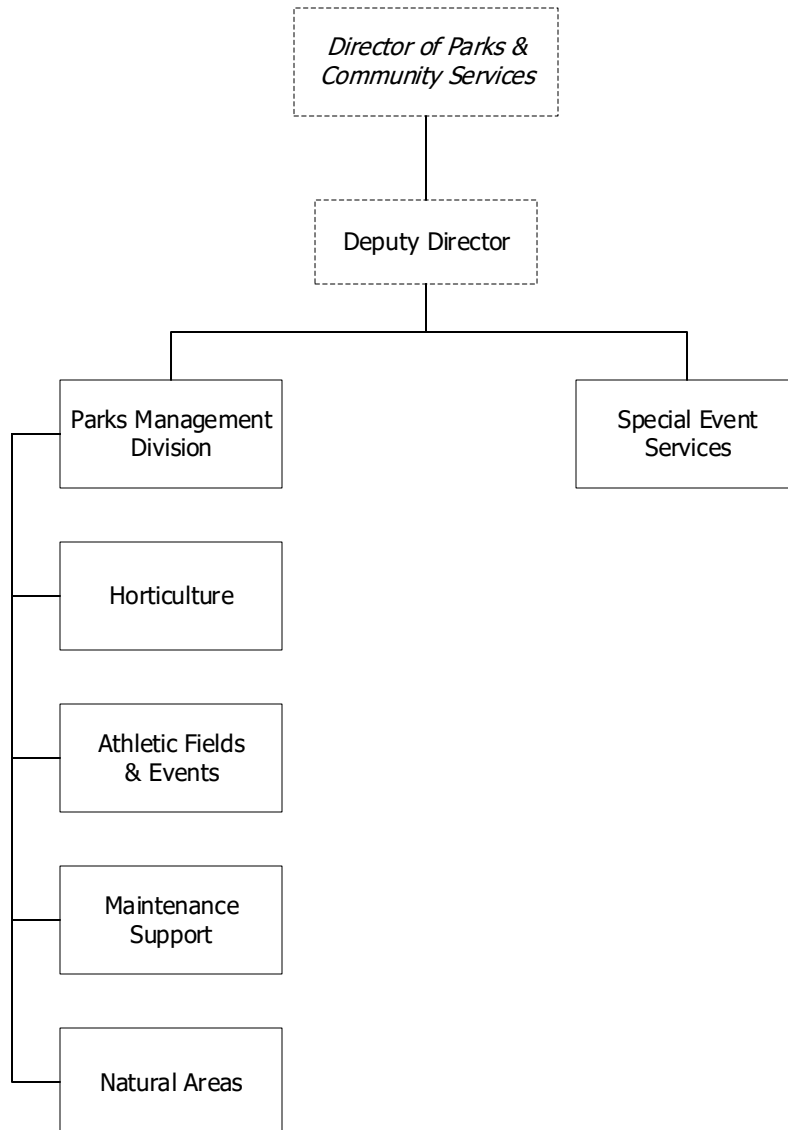 Director of Parks &
Community Services
Deputy Director
Parks Management
Division
Special Event
Services
Horticulture
Athletic Fields
& Events
Maintenance
Support
Natural Areas